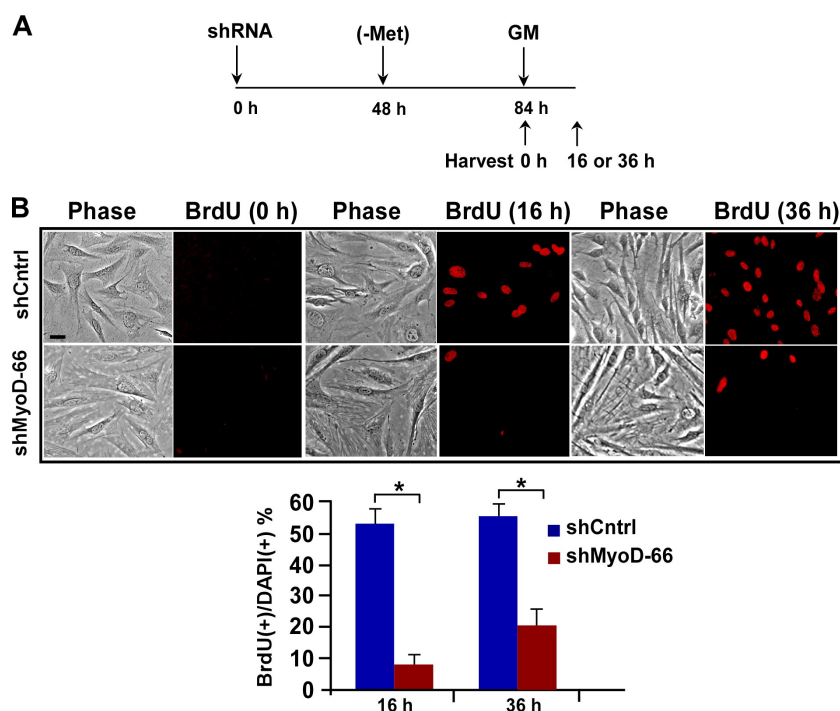 A
shRNA (-Met) GM
0 h 48 h 84 h
Harvest 0 h 16 or 36 h
B
Phase BrdU (0 h) Phase BrdU (16 h) Phase BrdU (36 h)
shCntrl
shMyoD-66
BrdU(+)/DAPI(+) %
60
50
40
30
20
10
0
* *
shCntrl
shMyoD-66
16 h 36 h